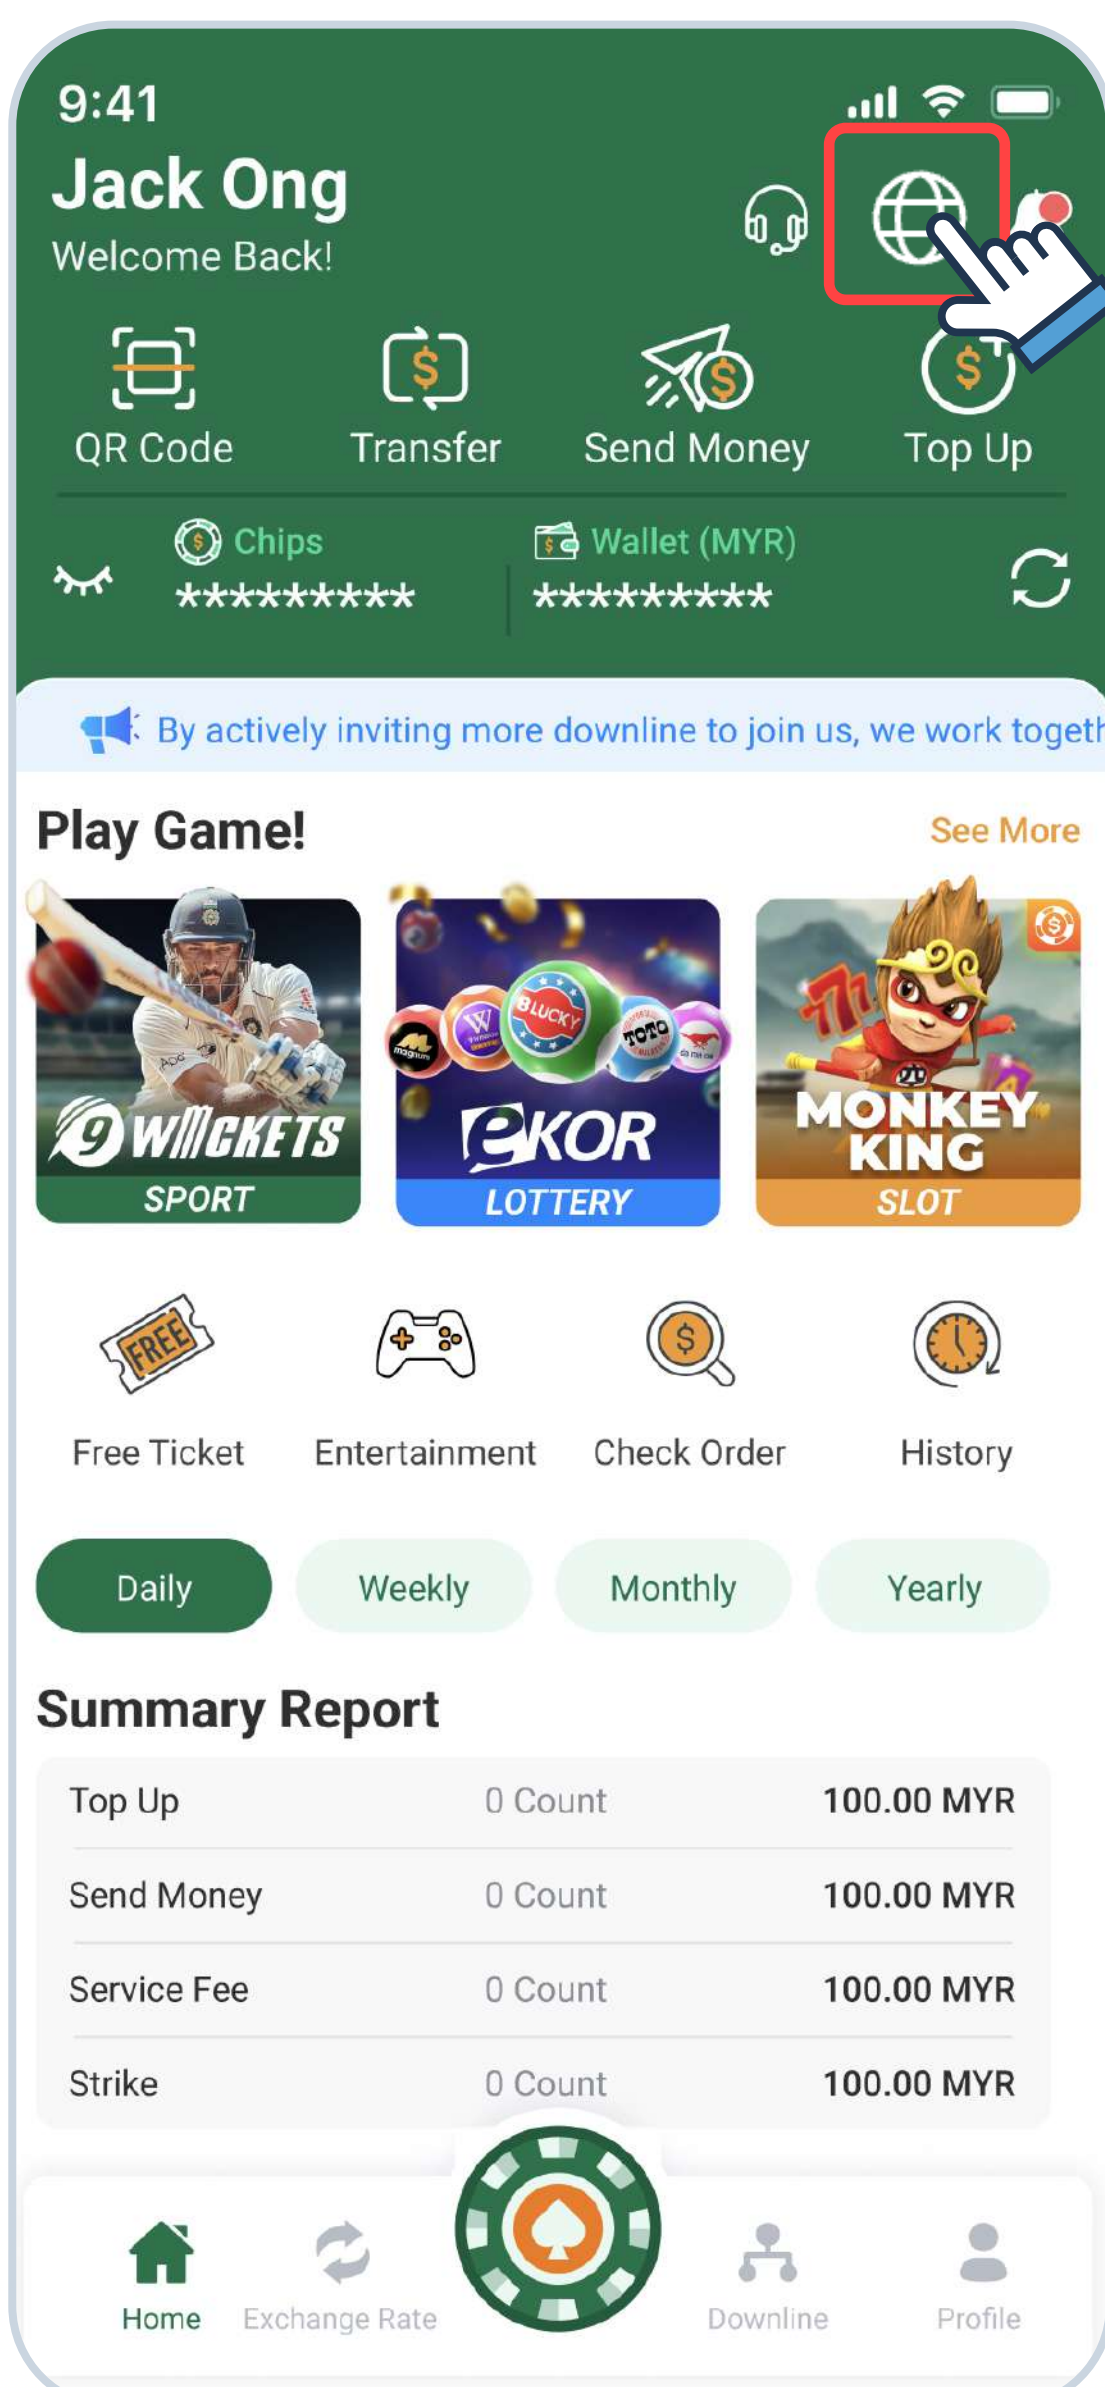 9:41
Jack Ong
Welcome Back!
QR Code
Transfer
Send Money
Top Up
Chips
Wallet (MYR)
*********
*********
By actively inviting more downline to join us, we work togeth
Play Game!
See More
9 WICKETS
SPORT
magnum
W
BLUCKY
TOTO
eKOR
LOTTERY
777
MONKEY
KING
SLOT
FREE
Free Ticket
Entertainment
Check Order
History
Daily
Weekly
Monthly
Yearly
Summary Report
Top Up 0 Count 100.00 MYR
Send Money 0 Count 100.00 MYR
Service Fee 0 Count 100.00 MYR
Strike 0 Count 100.00 MYR
Home
Exchange Rate
Downline
Profile